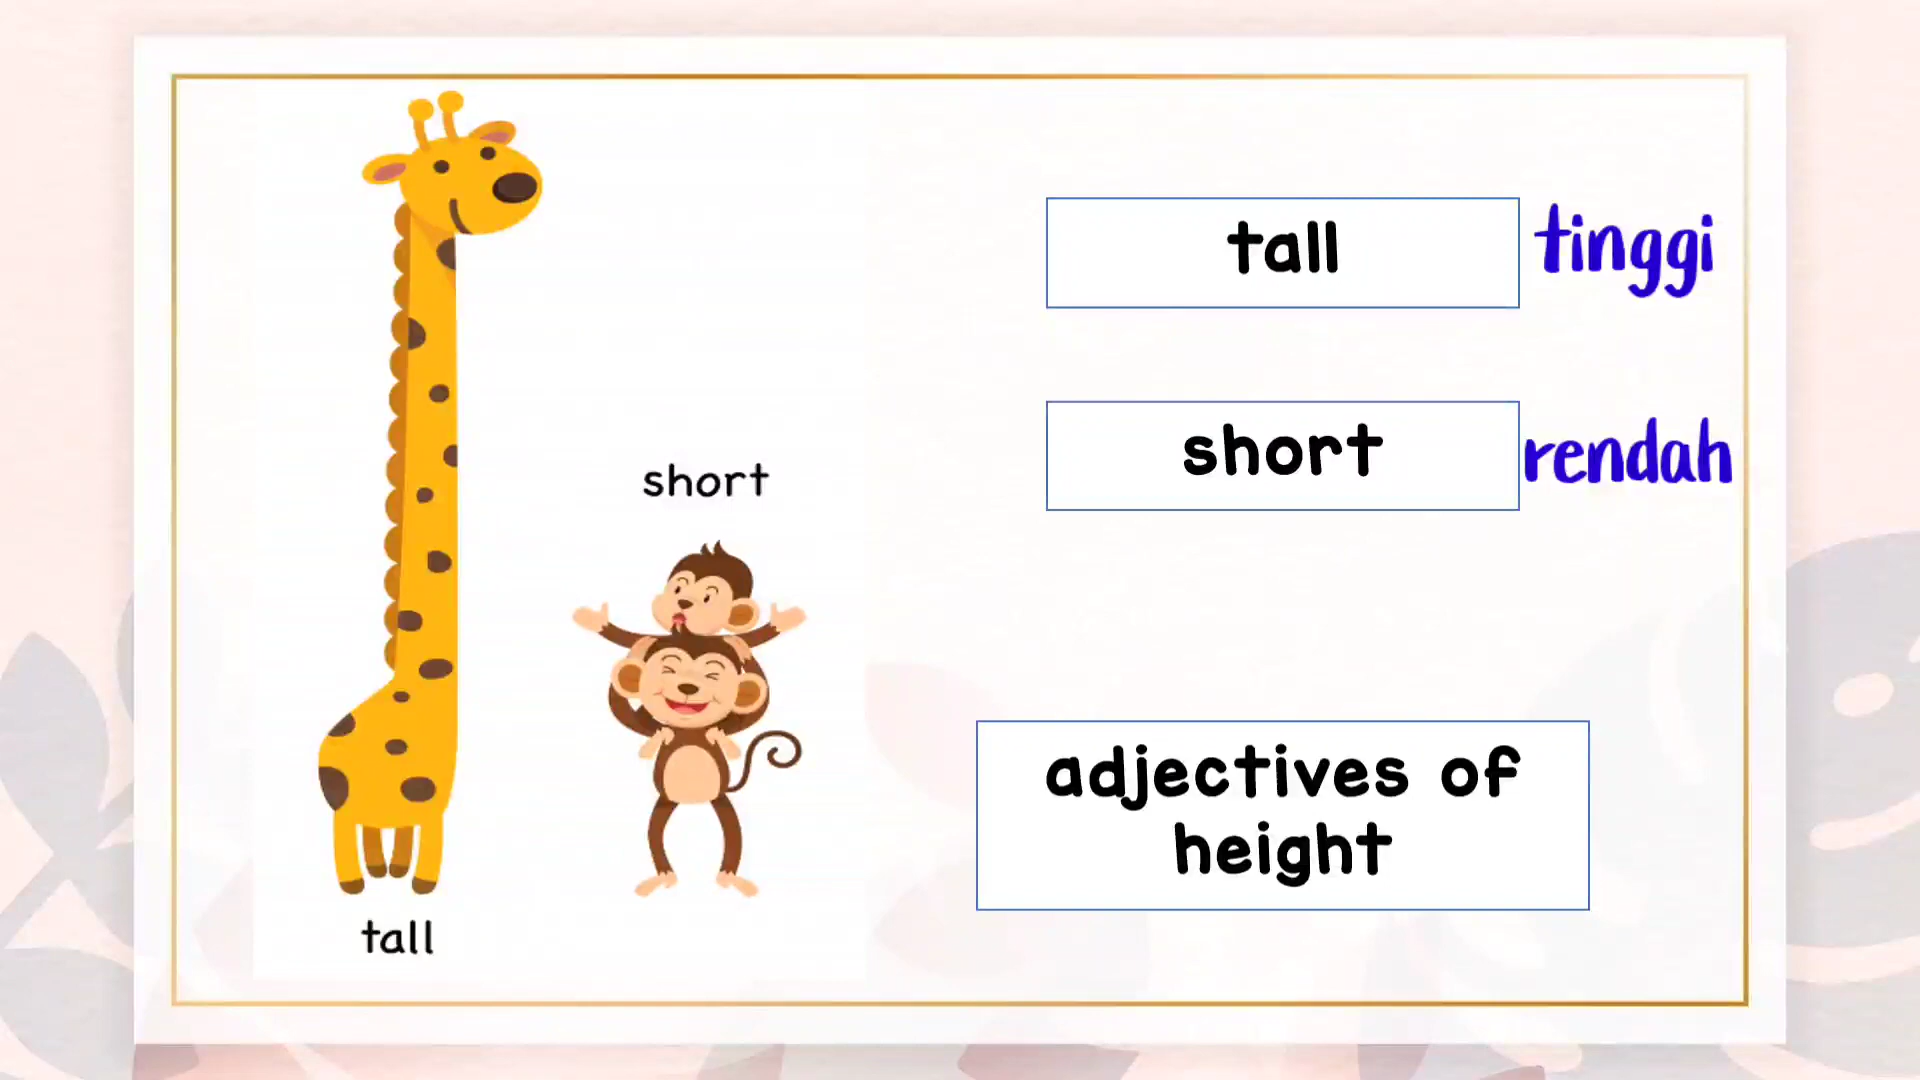 tall tinggi
short rendah
short
adjectives of
height
tall